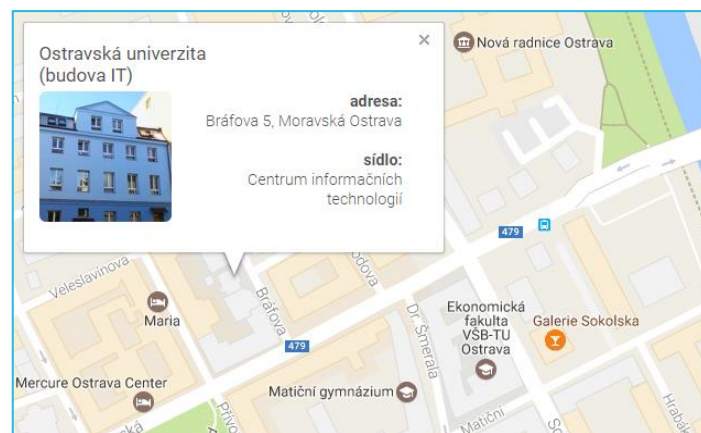 Ostravská univerzita
(budova IT)
×
adresa:
Bráfova 5, Moravská Ostrava
sídlo:
Centrum informačních
technologií
Nová radnice Ostrava
479
Veleslavínova
Maria
Bráfova
479
Mercure Ostrava Center
Matiční gymnázium
Dr. Šmerala
Ekonomická
fakulta
VŠB-TU
Ostrava
Galerie Sokolska
Matiční